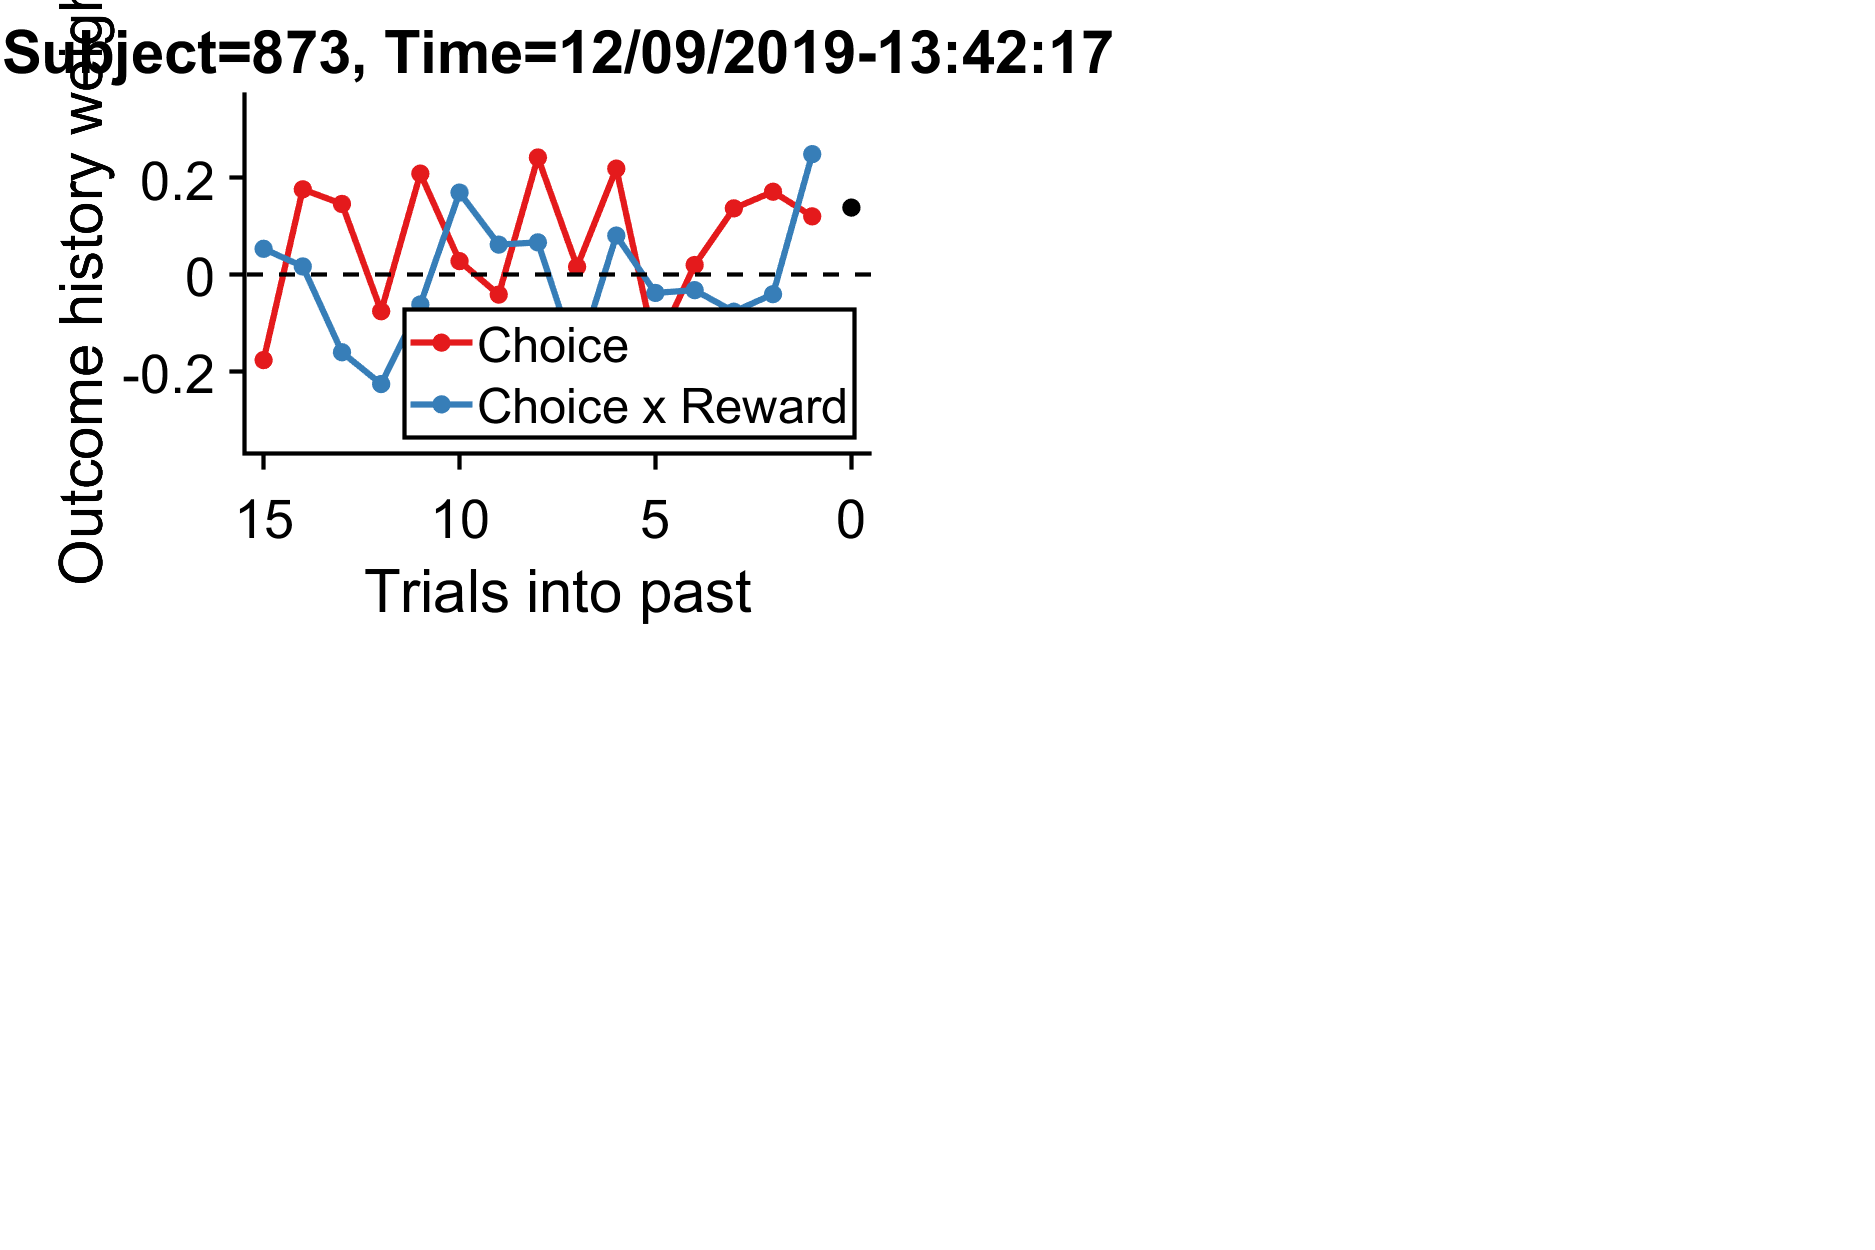 Subject=873, Time=12/09/2019-13:42:17
Outcome history
0.2
0
-0.2
Choice
Choice x Reward
15 10 5 0
Trials into past